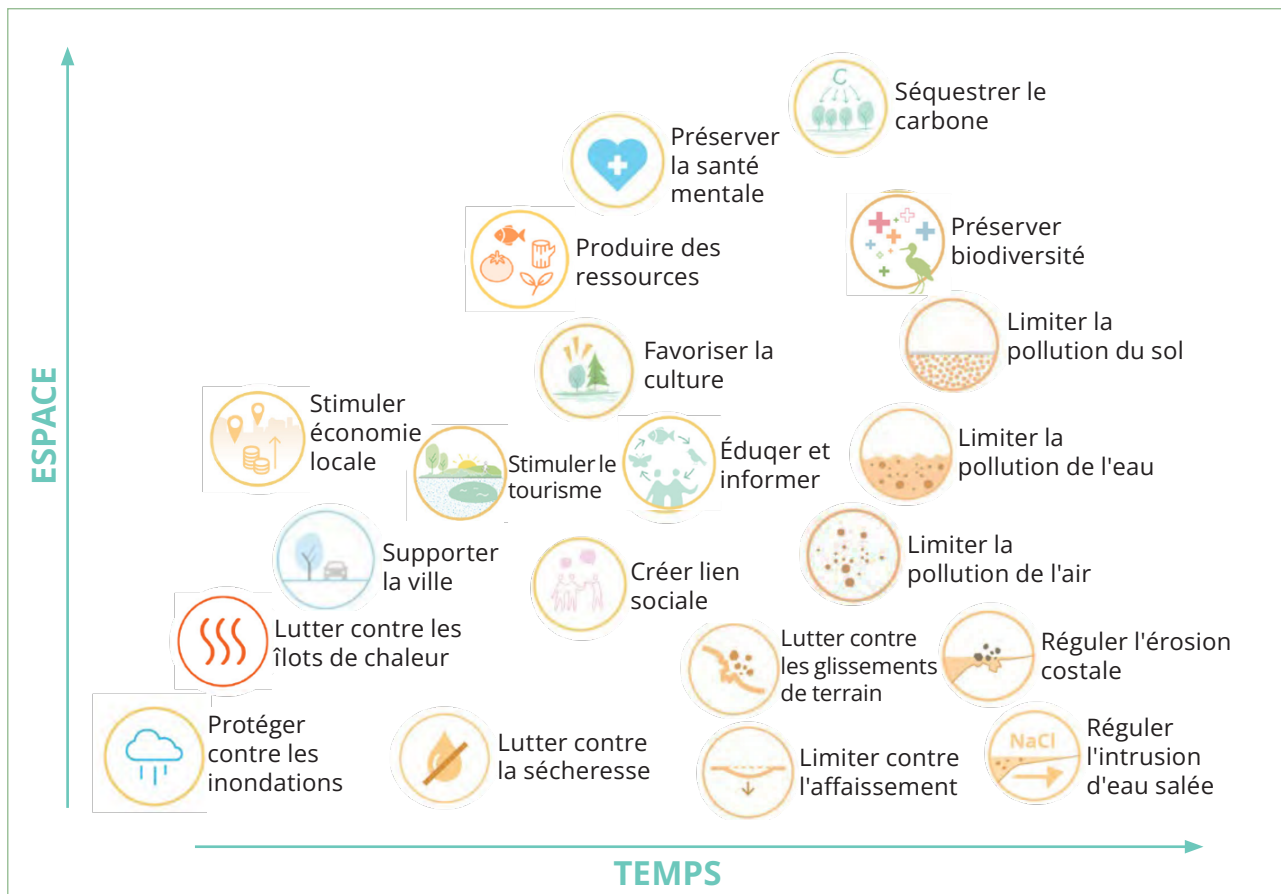 ESPACE
Séquestrer le
carbone
C
Préserver
la santé
mentale
Préserver
biodiversité
Produire des
ressources
Limiter la
pollution du sol
Favoriser la
culture
Stimuler
économie
locale
Stimuler le
tourisme
Éduqer et
informer
Limiter la
pollution de l'eau
Supporter
la ville
Créer lien
sociale
Limiter la
pollution de l'air
Lutter contre les
îlots de chaleur
Lutter contre
les glissements
de terrain
Réguler l'érosion
costale
Protéger
contre les
inondations
Lutter contre
la sécheresse
Limiter contre
l'affaissement
NaCl
Réguler
l'intrusion
d'eau salée
TEMPS